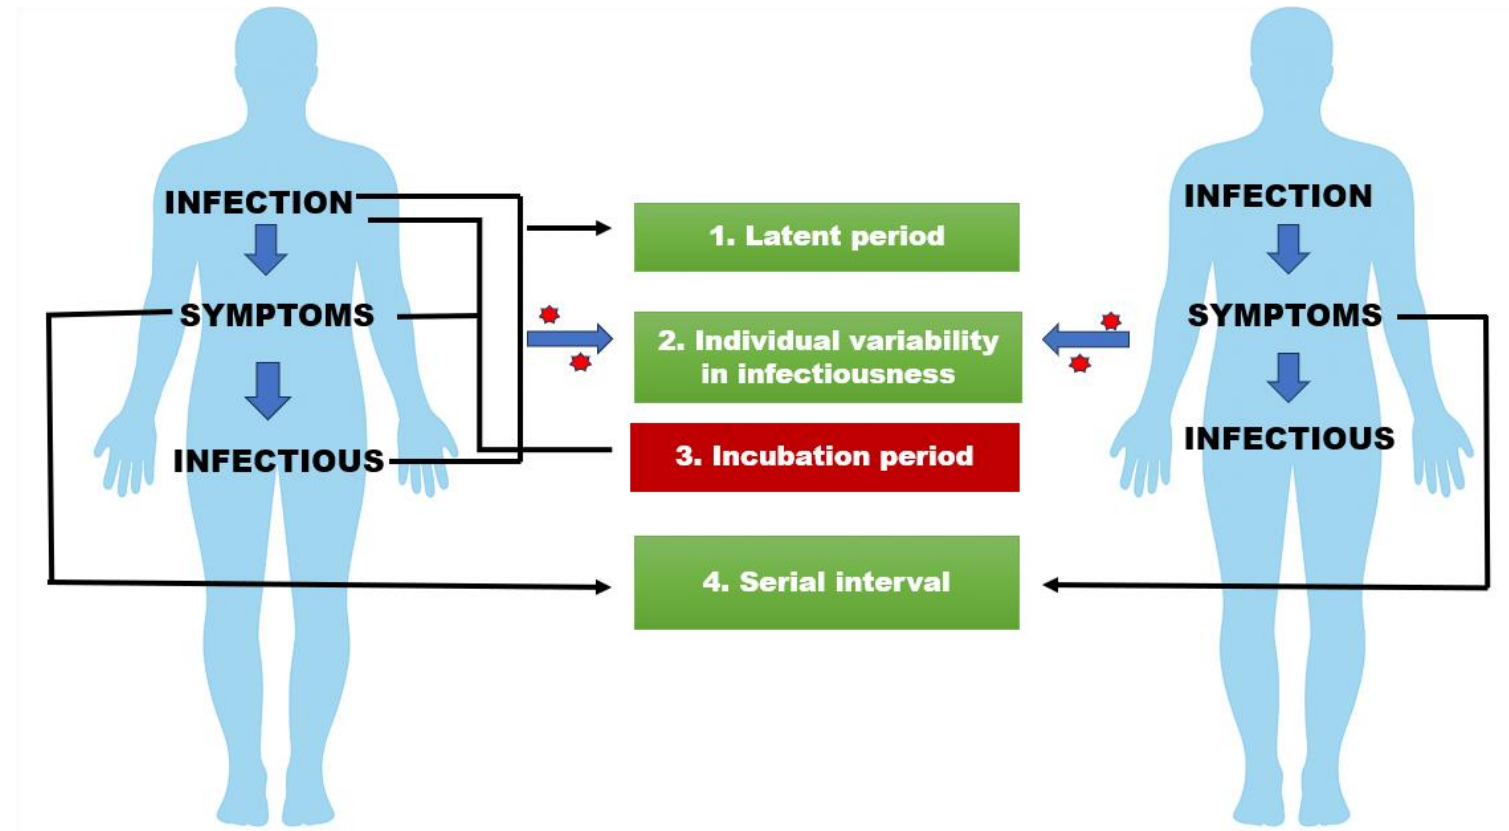 INFECTION
SYMPTOMS
INFECTIOUS
1. Latent period
2. Individual variability
in infectiousness
3. Incubation period
4. Serial interval
INFECTION
SYMPTOMS
INFECTIOUS